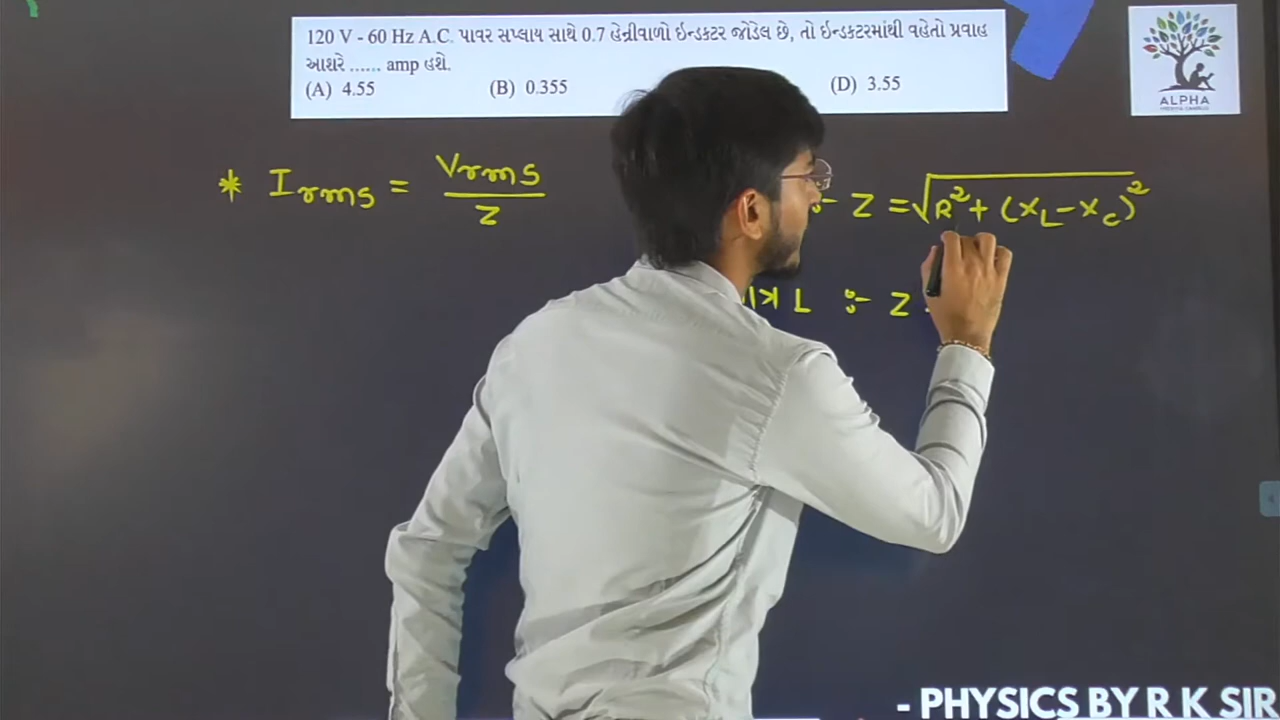 120 V - 60 Hz A.C. પાવર સપ્લાય સાથે 0.7 હેન્રીવાળો ઇન્ડક્ટર જોડેલ છે, તો ઇન્ડક્ટરમાંથી વહેતો પ્રવાહ
આશરે ...... amp હશે.
(A) 4.55 (B) 0.355 (D) 3.55
ALPHA
* Irms = Vrms / Z
:- Z = √R² + (XL - XC)²
L :- Z
- PHYSICS BY R K SIR